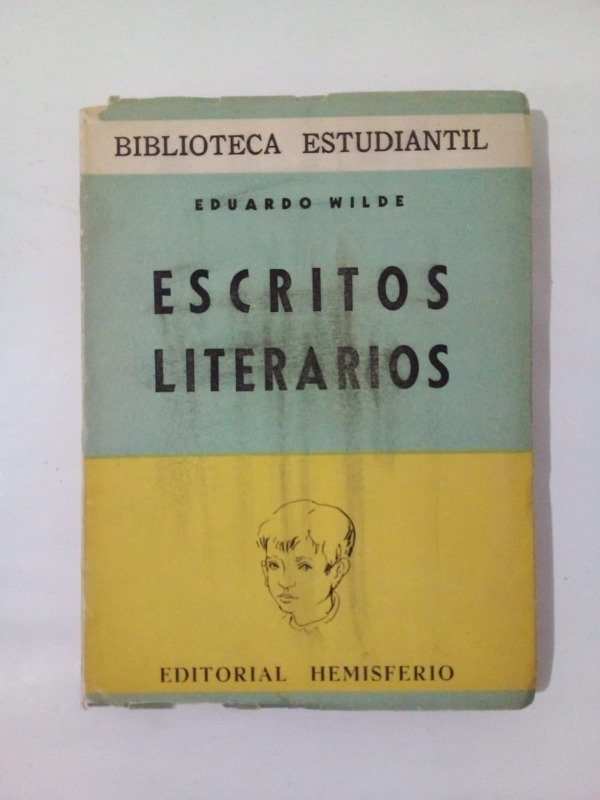 BIBLIOTECA ESTUDIANTIL
EDUARDO WILDE
ESCRITOS
LITERARIOS
EDITORIAL HEMISFERIO